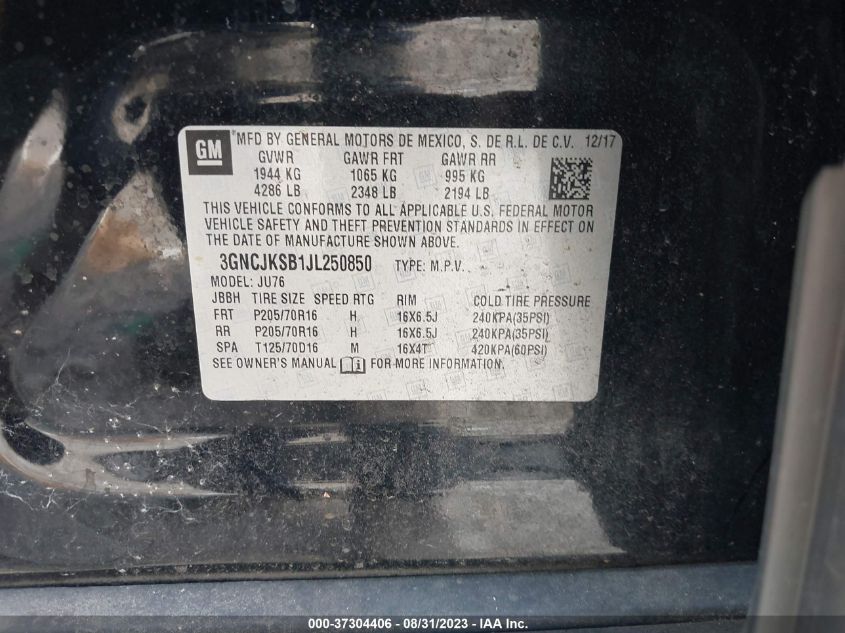 GM
MFD BY GENERAL MOTORS DE MEXICO, S. DE R.L. DE C.V. 12/17
GVWR GAWR FRT GAWR RR
1944 KG 1065 KG 995 KG
4286 LB 2348 LB 2194 LB
THIS VEHICLE CONFORMS TO ALL APPLICABLE U.S. FEDERAL MOTOR
VEHICLE SAFETY AND THEFT PREVENTION STANDARDS IN EFFECT ON
THE DATE OF MANUFACTURE SHOWN ABOVE.
3GNCJKSB1JL250850 TYPE: M.P.V.
MODEL: JU76
JBBH TIRE SIZE SPEED RTG RIM COLD TIRE PRESSURE
FRT P205/70R16 H 16X6.5J 240KPA(35PSI)
RR P205/70R16 H 16X6.5J 240KPA(35PSI)
SPA T125/70D16 M 16X4T 420KPA(60PSI)
SEE OWNER'S MANUAL FOR MORE INFORMATION.
000-37304406 - 08/31/2023 - IAA Inc.